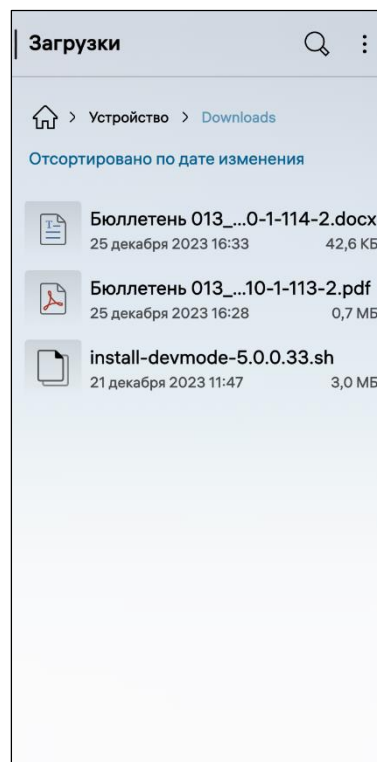 Загрузки
Устройство > Downloads
Отсортировано по дате изменения
Бюллетень 013_...0-1-114-2.docx
25 декабря 2023 16:33 42,6 КБ
Бюллетень 013_...10-1-113-2.pdf
25 декабря 2023 16:28 0,7 МБ
install-devmode-5.0.0.33.sh
21 декабря 2023 11:47 3,0 МБ